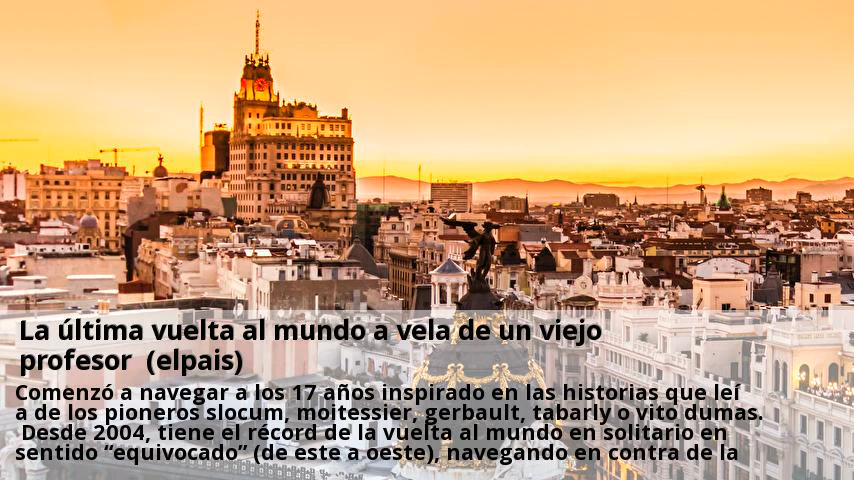 La última vuelta al mundo a vela de un viejo
profesor (elpais)
Comenzó a navegar a los 17 años inspirado en las historias que leí
a de los pioneros slocum, moitessier, gerbault, tabarly o vito dumas.
Desde 2004, tiene el récord de la vuelta al mundo en solitario en
sentido “equivocado” (de este a oeste), navegando en contra de la